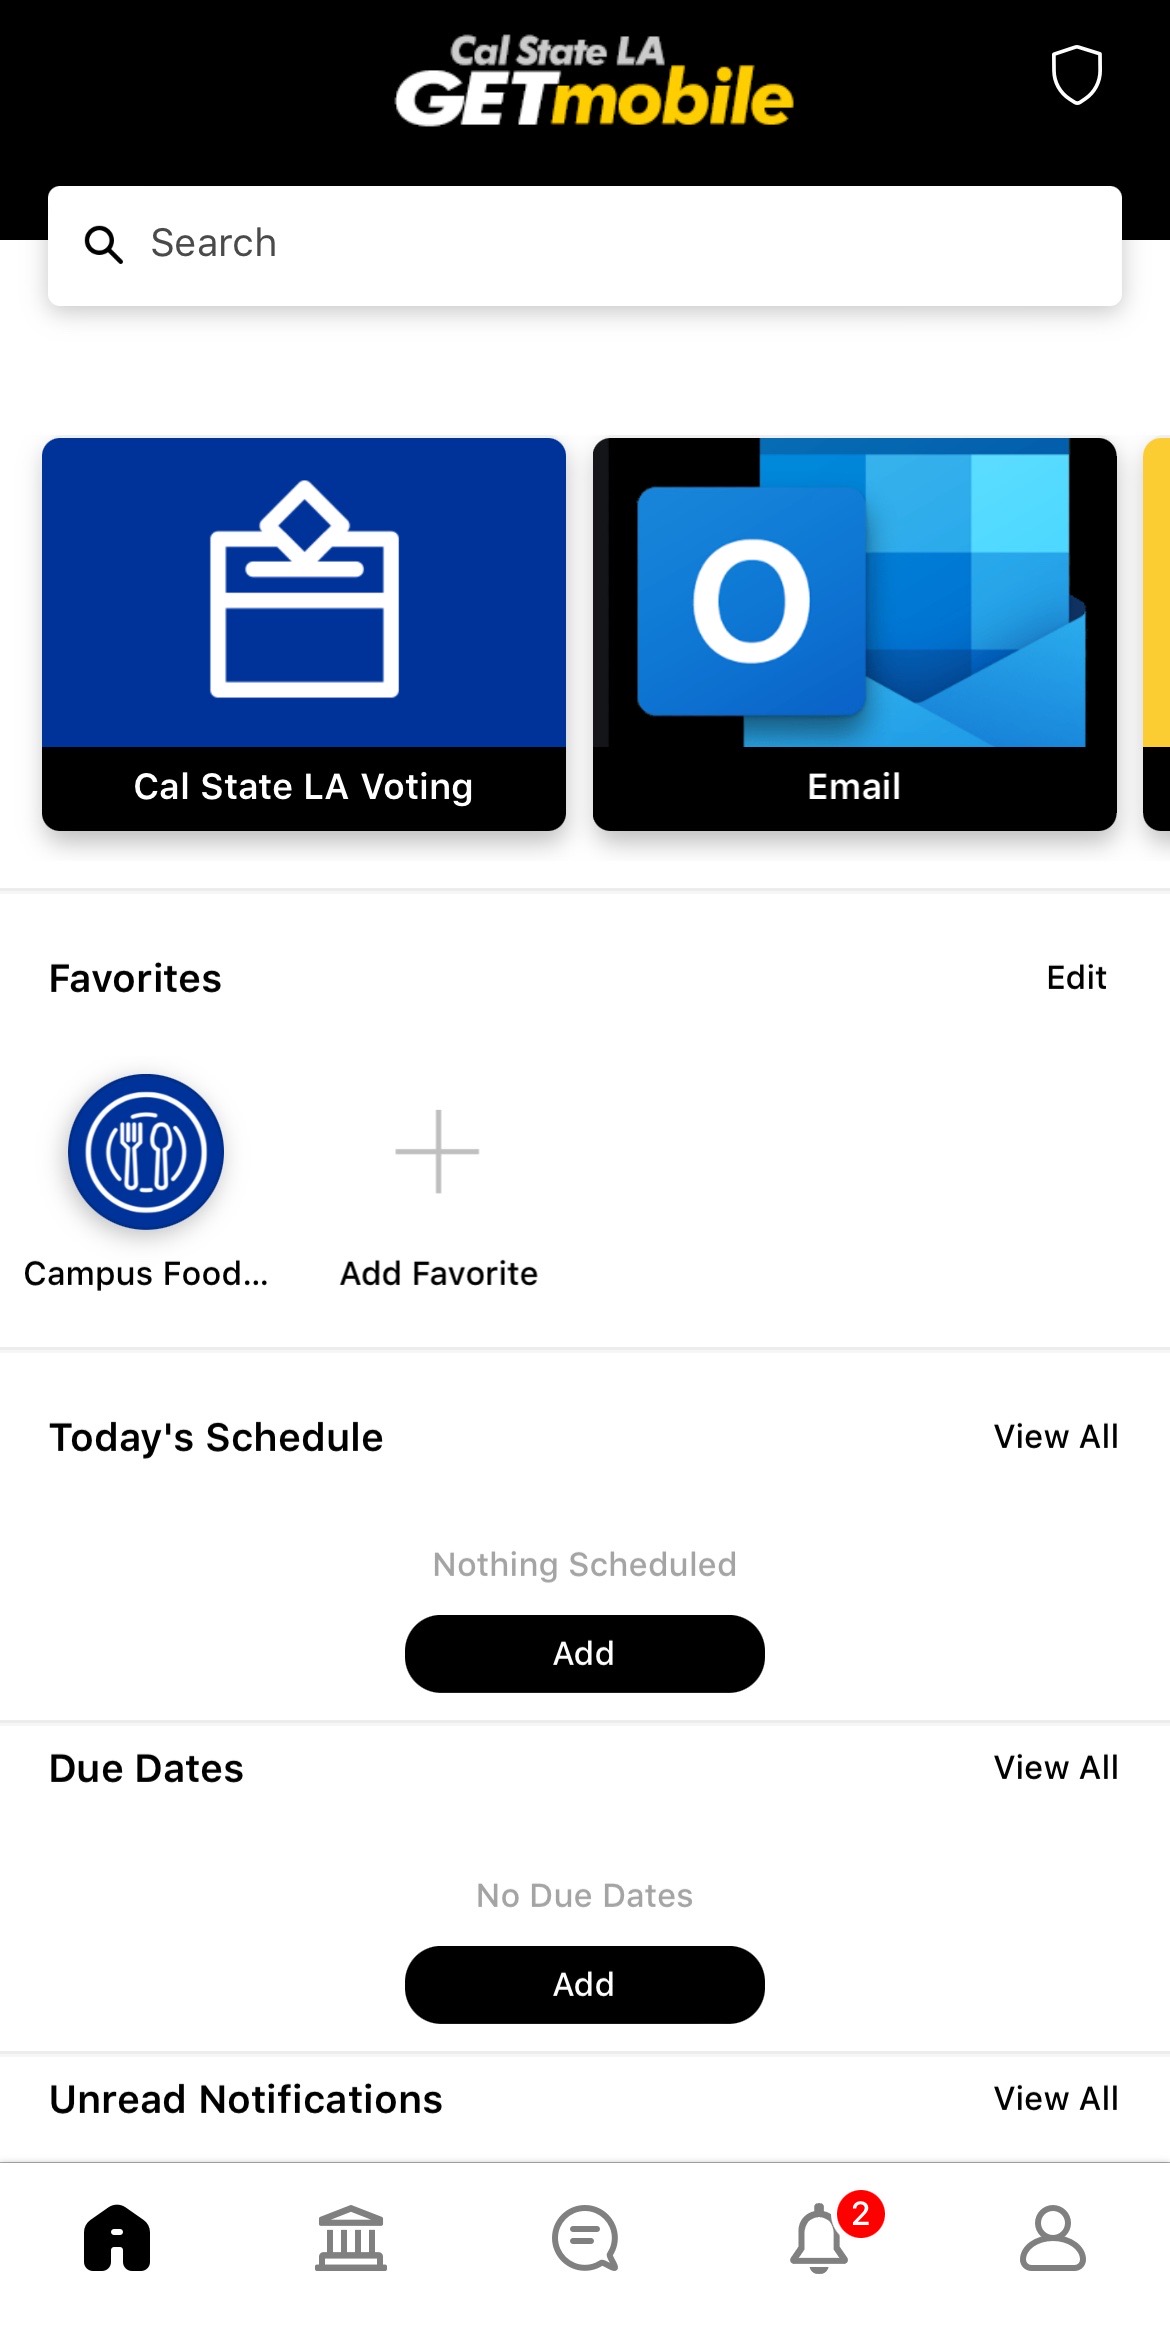 Cal State LA
GETmobile
Search
O
Cal State LA Voting
Email
Favorites
Edit
Campus Food...
Add Favorite
Today's Schedule
View All
Nothing Scheduled
Add
Due Dates
View All
No Due Dates
Add
Unread Notifications
View All
2